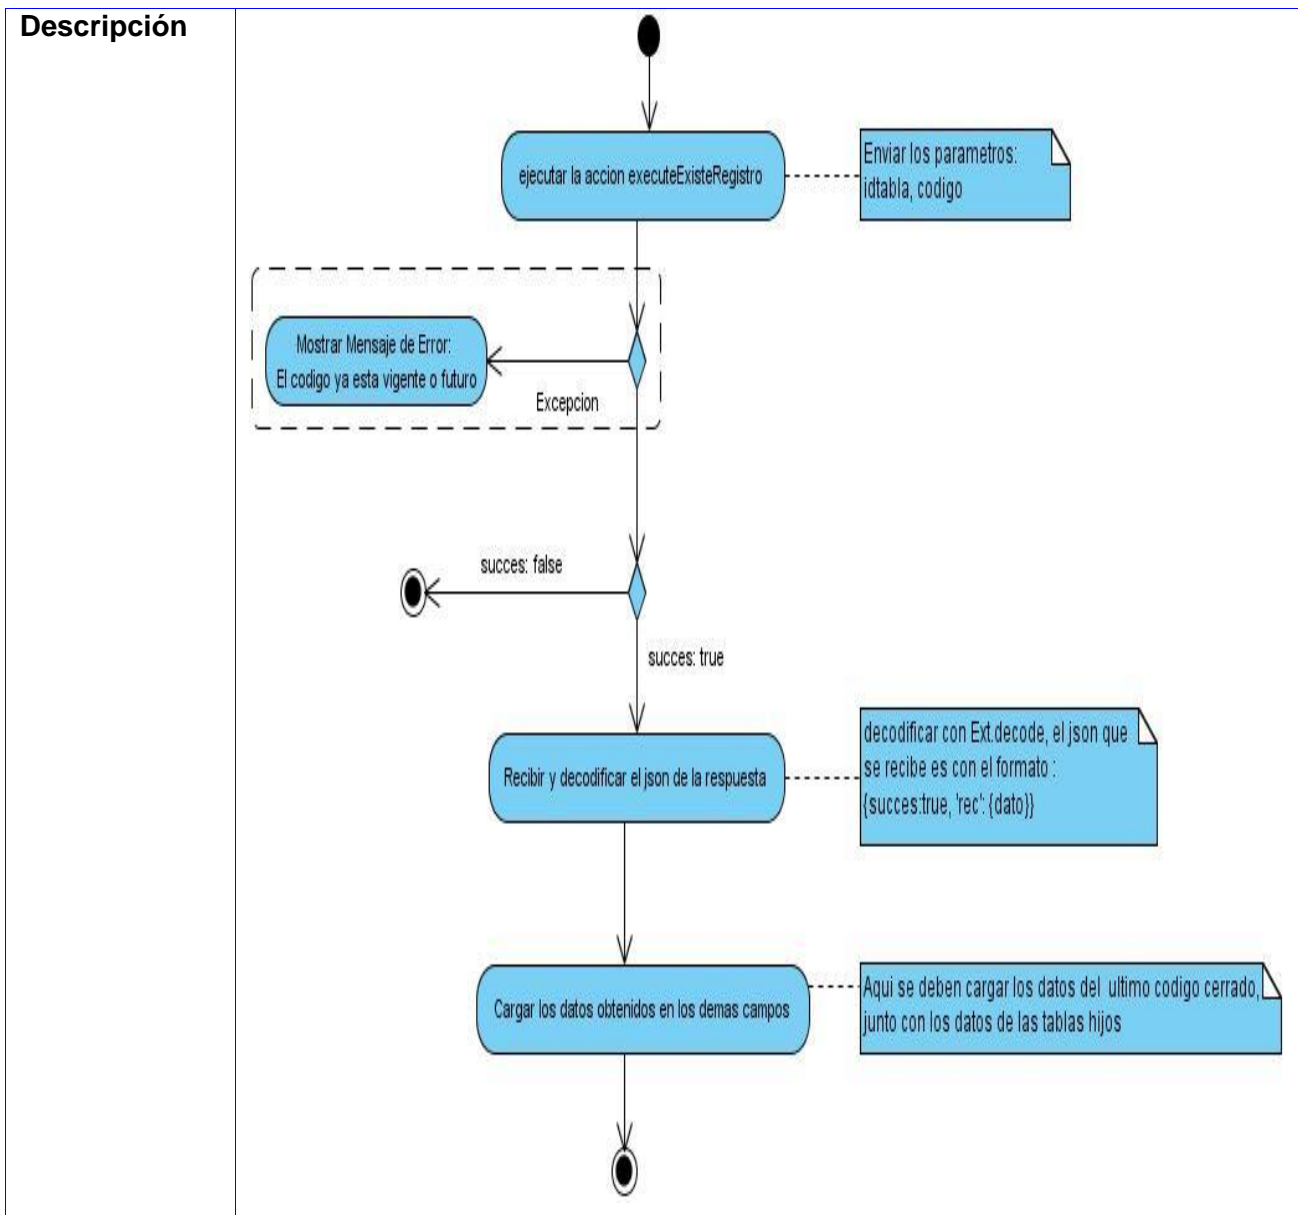 Descripción
ejecutar la accion executeExisteRegistro
Enviar los parametros:
idtabla, codigo
Mostrar Mensaje de Error:
El codigo ya esta vigente o futuro
Excepcion
succes: false
succes: true
Recibir y decodificar el json de la respuesta
decodificar con Ext.decode, el json que
se recibe es con el formato :
{succes:true, 'rec': {dato}}
Cargar los datos obtenidos en los demas campos
Aqui se deben cargar los datos del ultimo codigo cerrado,
junto con los datos de las tablas hijos